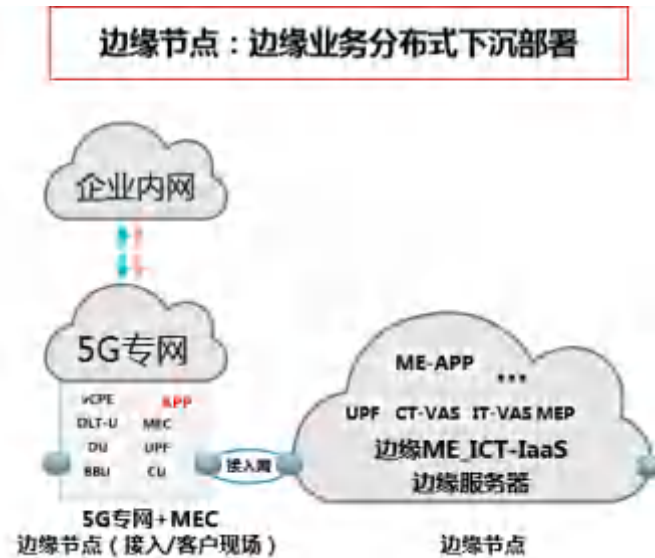 边缘节点：边缘业务分布式下沉部署
企业内网
5G专网
vCPE APP
OLT-U MEC
DU UPF
BBU CU
接入网
ME-APP ...
UPF CT-VAS IT-VAS MEP
边缘ME_ICT-IaaS
边缘服务器
5G专网+MEC
边缘节点（接入/客户现场）
边缘节点